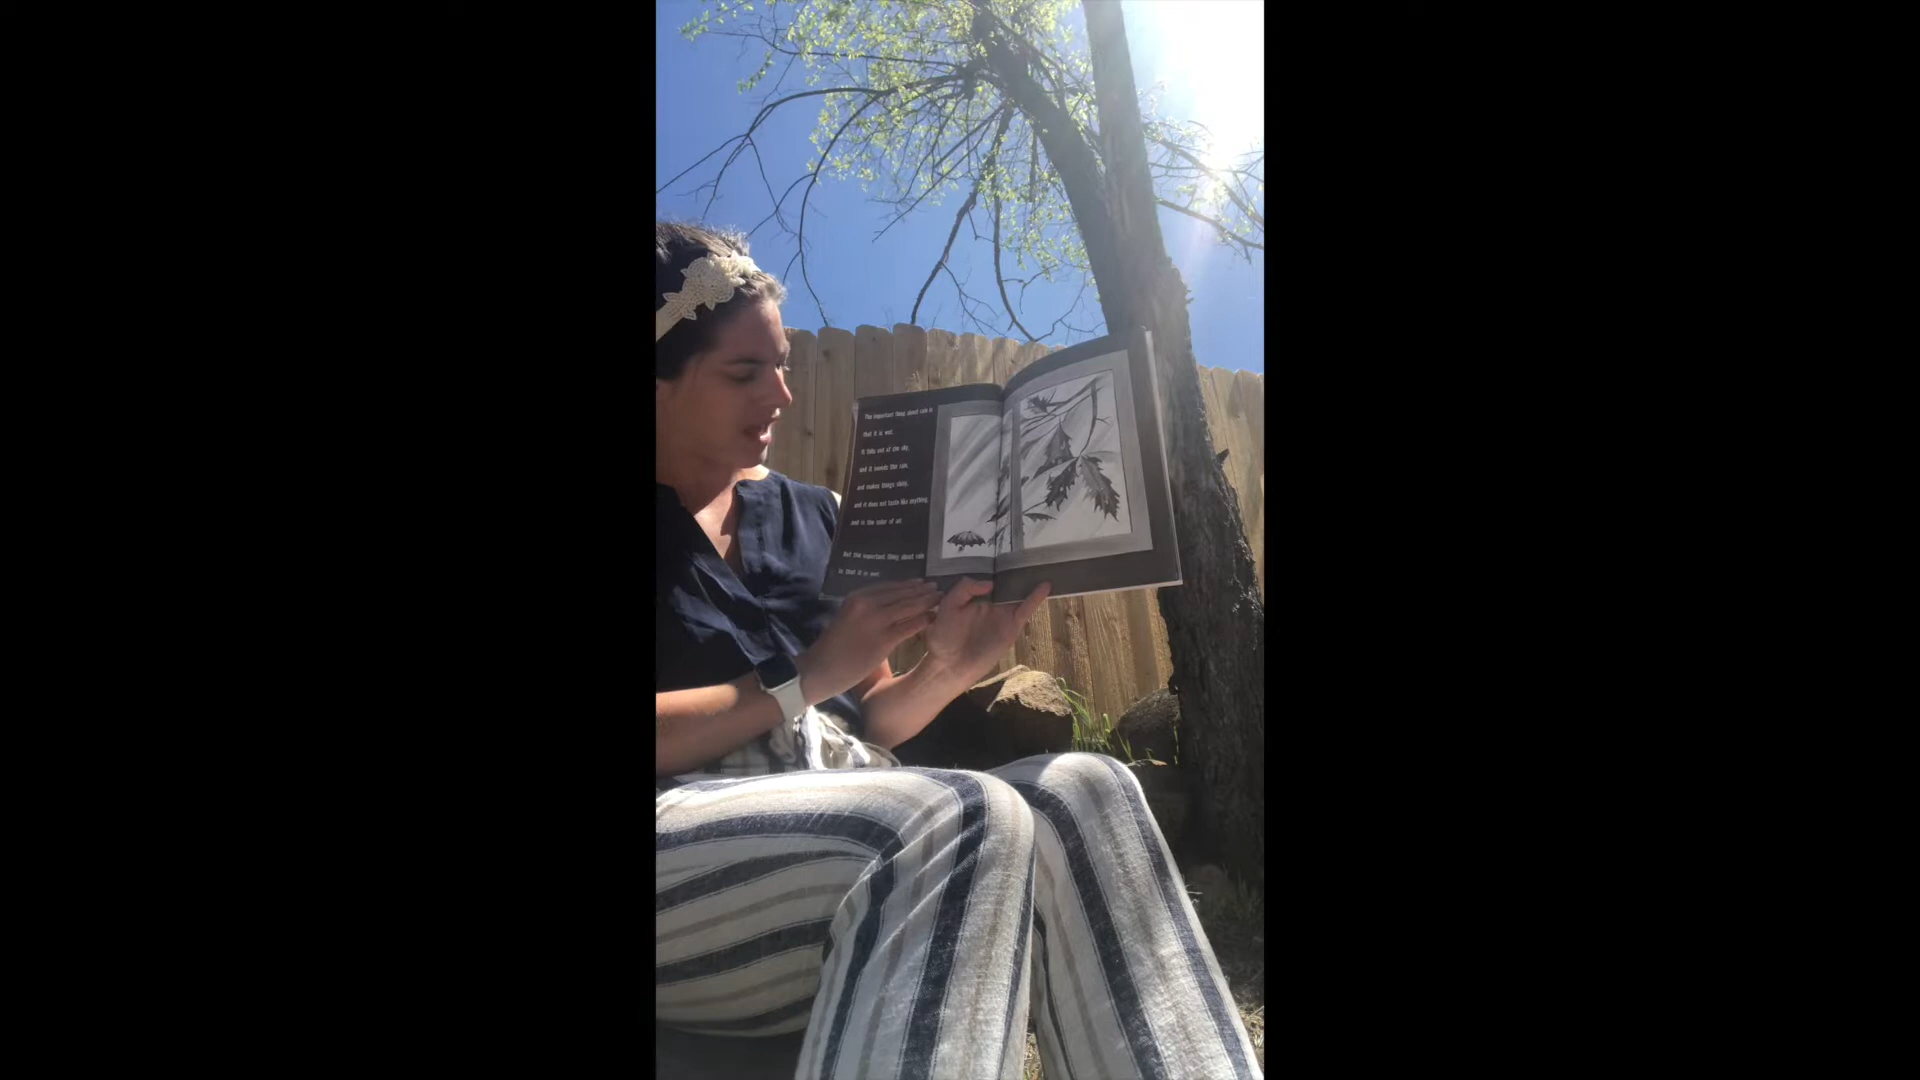 The important thing about rain is
that it is wet.
It falls out of the sky,
and it sounds like rain,
and makes things shiny,
and it does not taste like anything,
and is the color of air.
But the important thing about rain
is that it is wet.